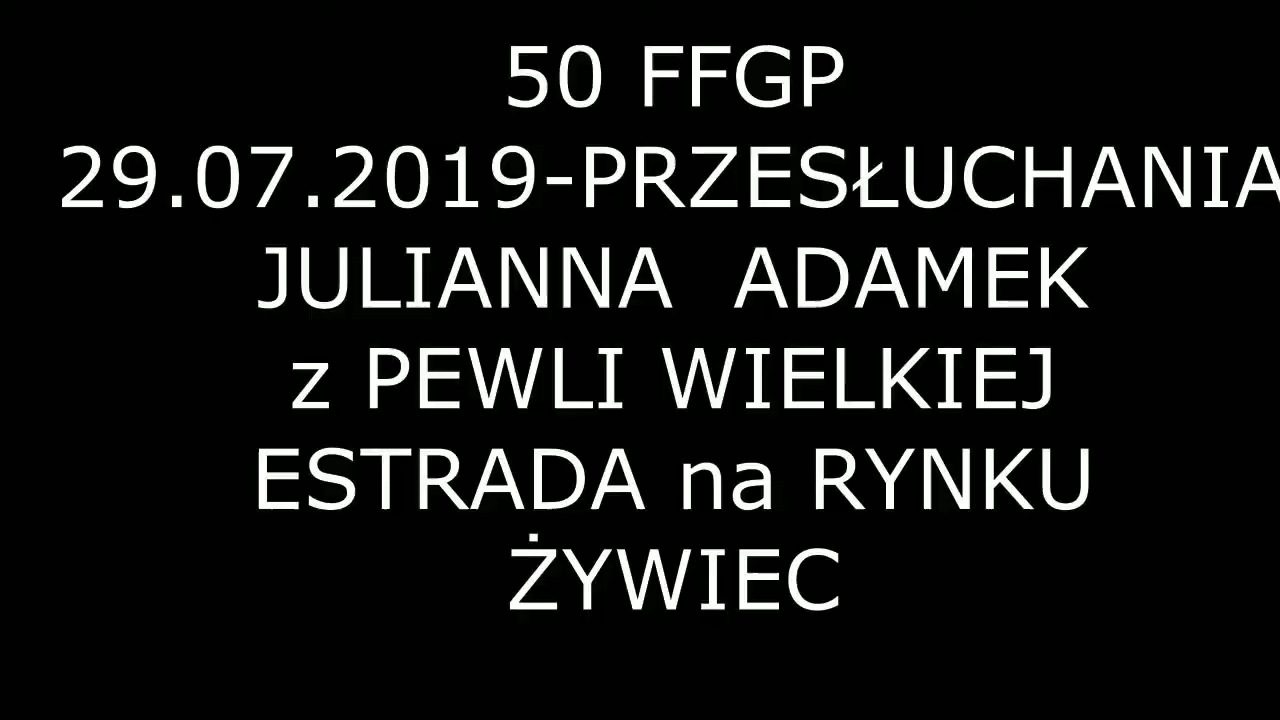 50 FFGP
29.07.2019-PRZESŁUCHANIA
JULIANNA  ADAMEK
z PEWLI WIELKIEJ
ESTRADA na RYNKU
ŻYWIEC